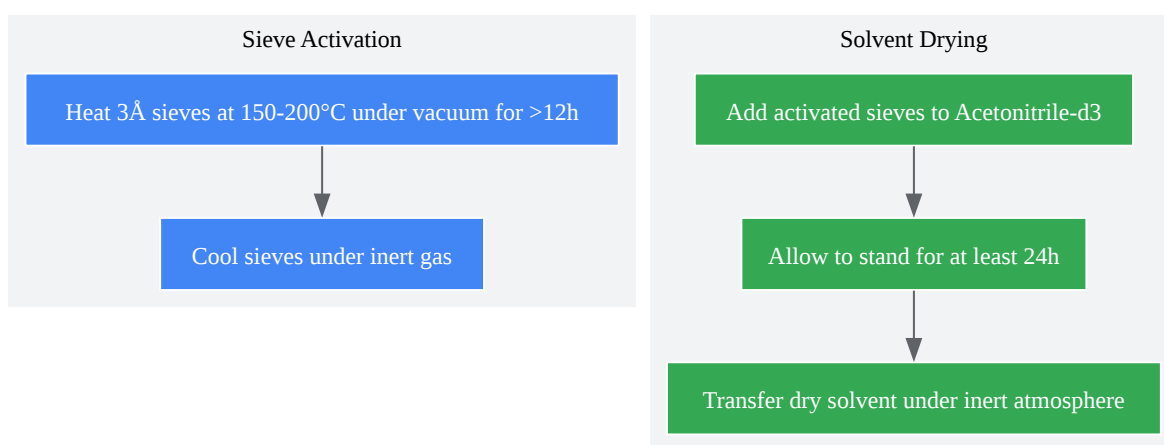 Sieve Activation
Heat 3Å sieves at 150-200°C under vacuum for >12h
Cool sieves under inert gas
Solvent Drying
Add activated sieves to Acetonitrile-d3
Allow to stand for at least 24h
Transfer dry solvent under inert atmosphere